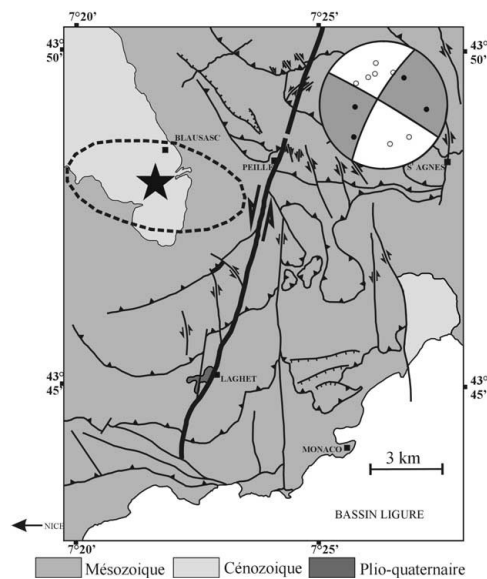 7°20'
7°25'
43°
50'
43°
50'
BLAUSASC
PEILLE
St AGNES
43°
45'
LAGHET
43°
45'
MONACO
3 km
BASSIN LIGURE
NICE
7°20'
7°25'
Mésozoique
Cénozoique
Plio-quaternaire